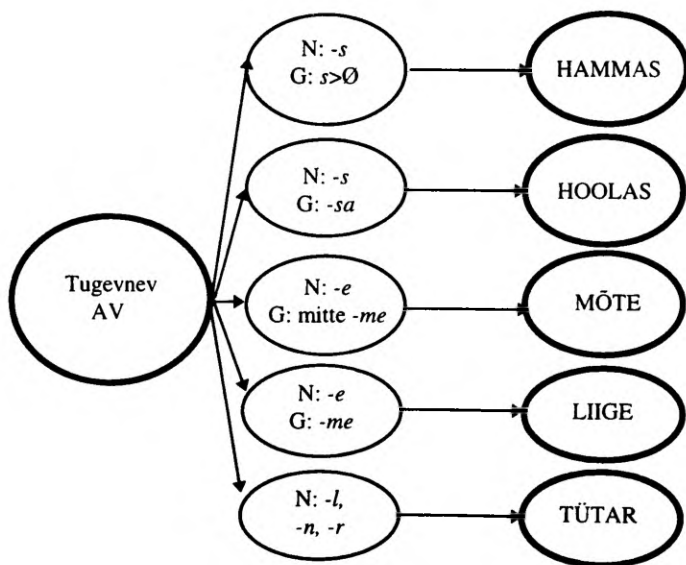 N: -s
G: s>Ø
HAMMAS
N: -s
G: -sa
HOOLAS
Tugevnev
AV
N: -e
G: mitte -me
MÕTE
N: -e
G: -me
LIIGE
N: -l,
-n, -r
TÜTAR